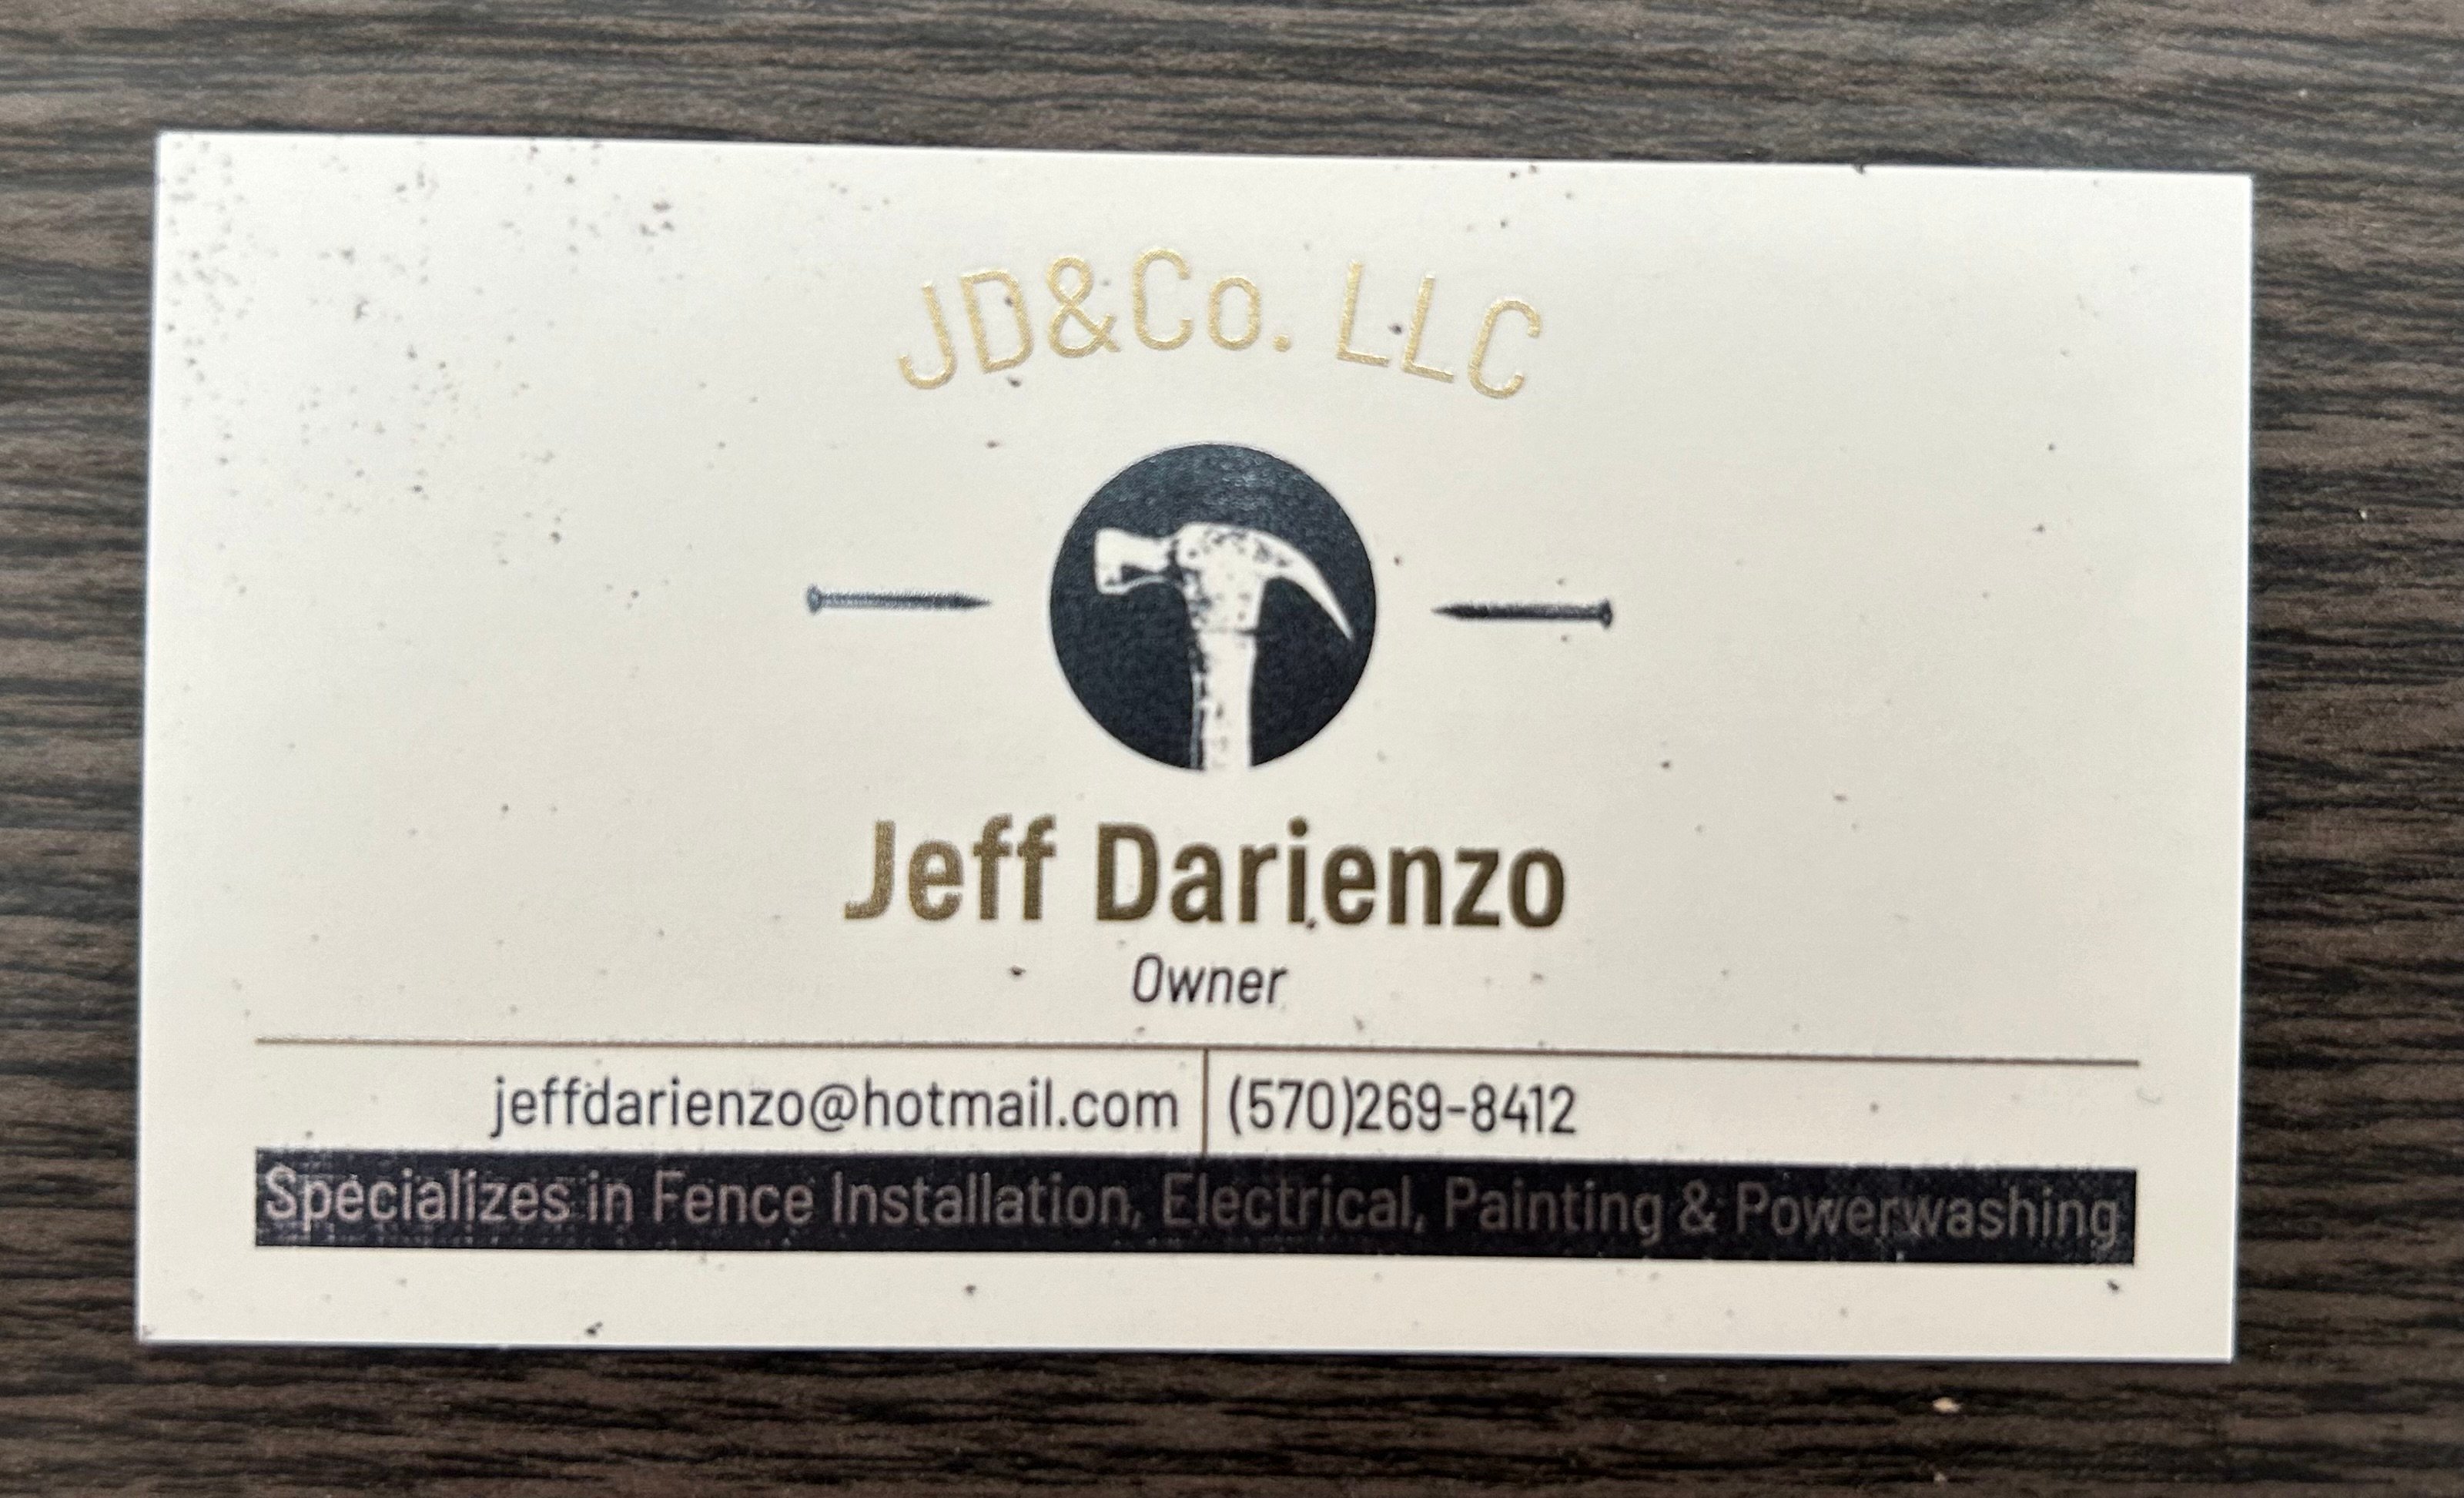 JD&Co. LLC
Jeff Darienzo
Owner
jeffdarienzo@hotmail.com (570)269-8412
Specializes in Fence Installation, Electrical, Painting & Powerwashing